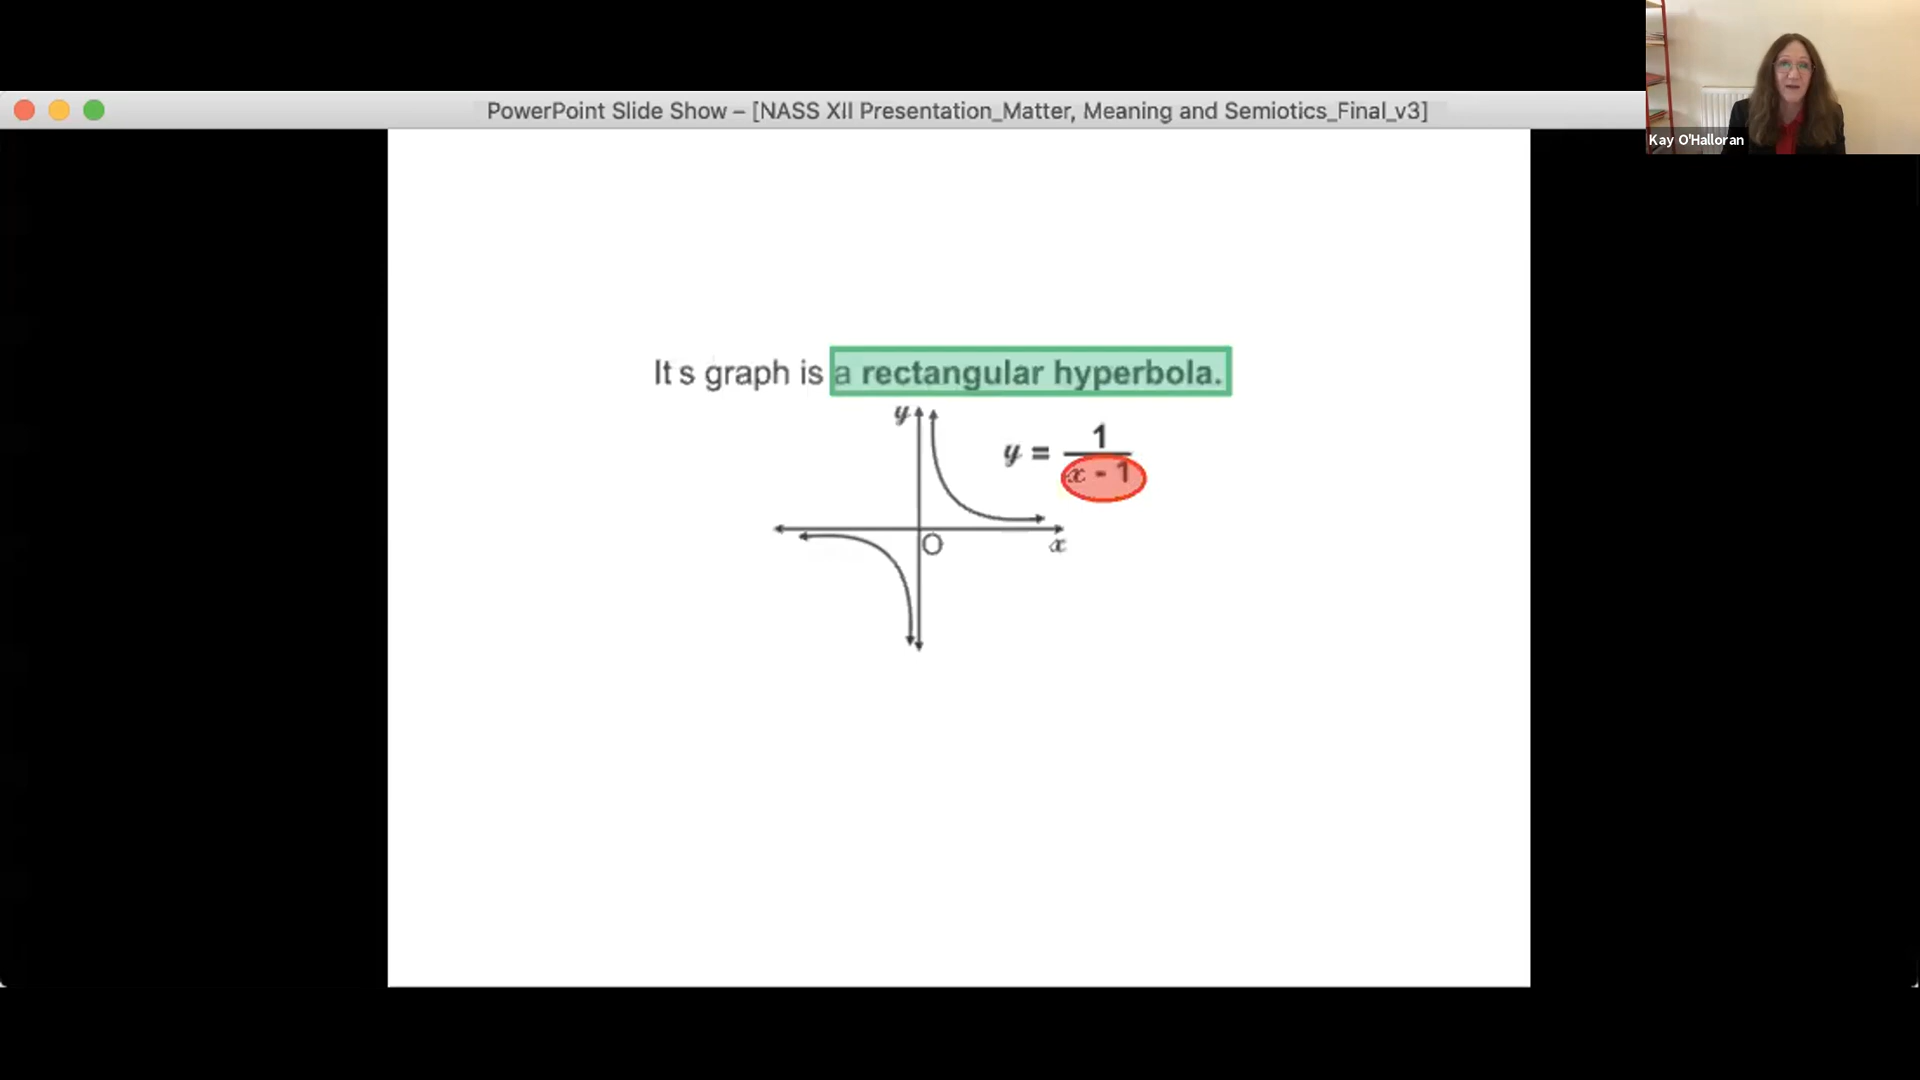 PowerPoint Slide Show – [NASS XII Presentation_Matter, Meaning and Semiotics_Final_v3]
Kay O'Halloran
It s graph is a rectangular hyperbola.
y
y = 1
x - 1
O
x